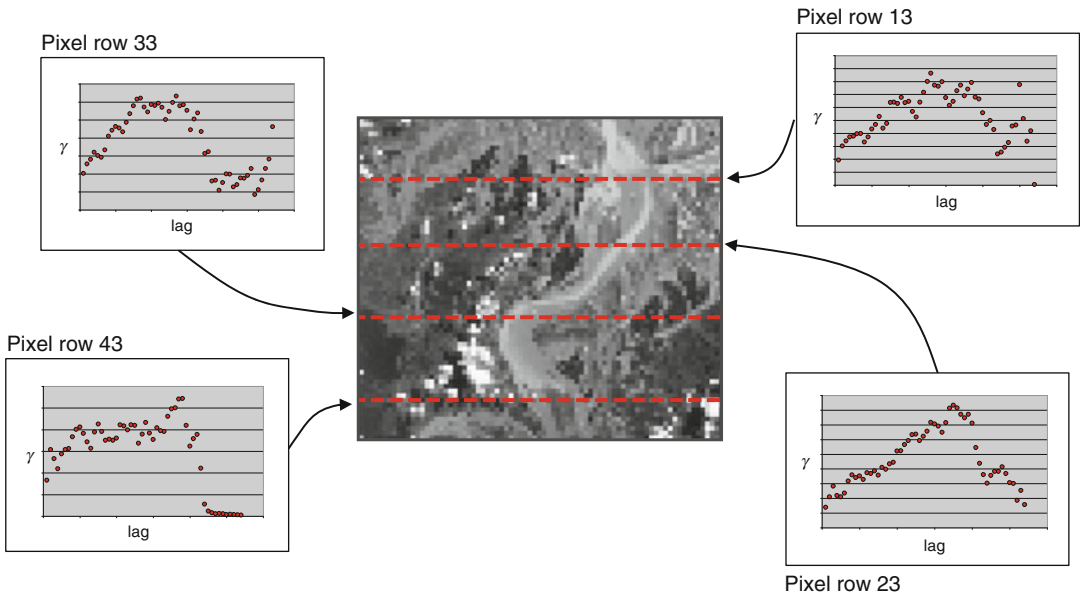 Pixel row 33
γ
lag
Pixel row 13
γ
lag
Pixel row 43
γ
lag
γ
lag
Pixel row 23